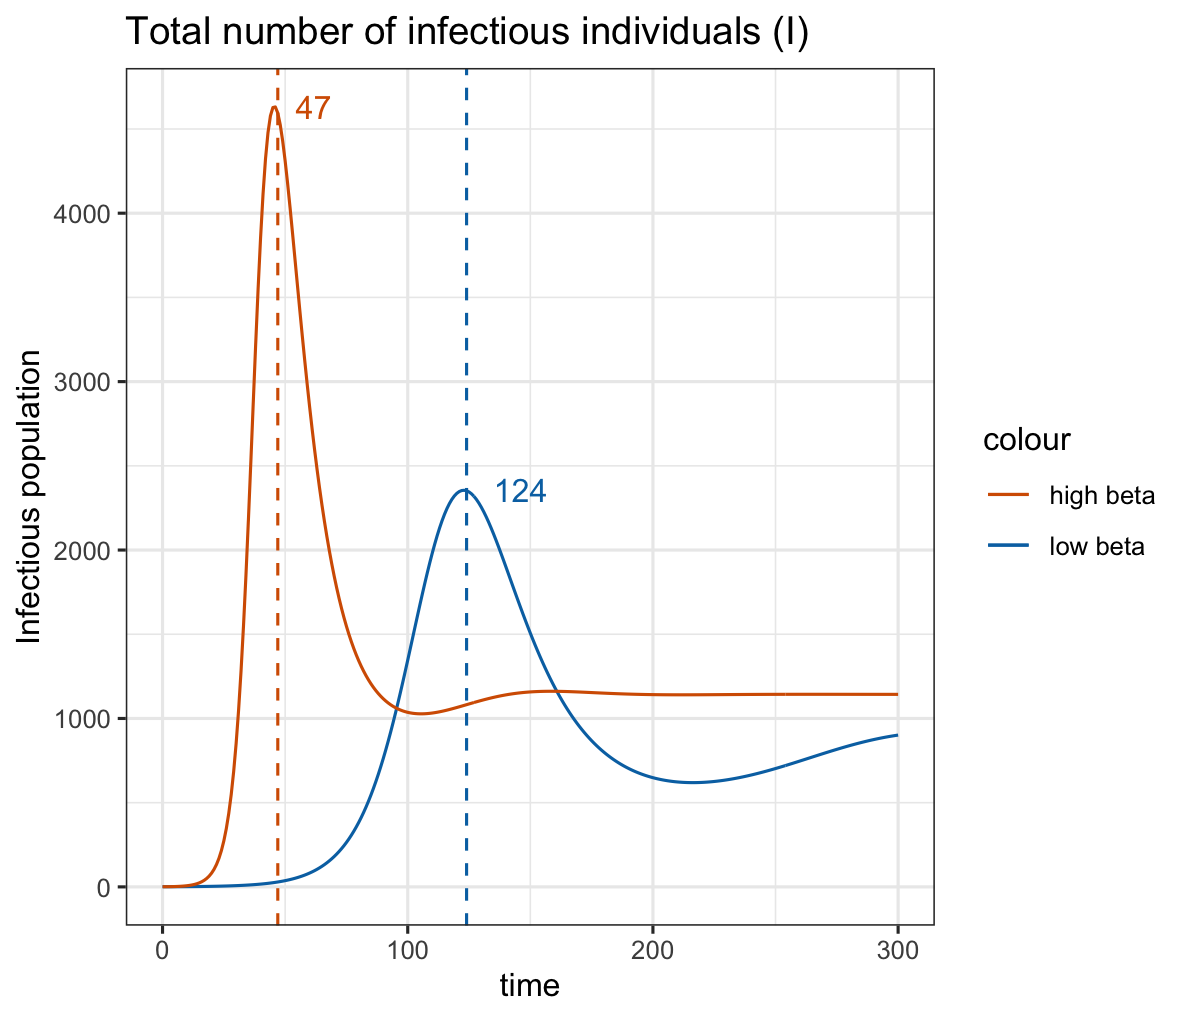 Total number of infectious individuals (I)
47
4000
3000
124
2000
1000
0
Infectious population
0 100 200 300
time
colour
high beta
low beta